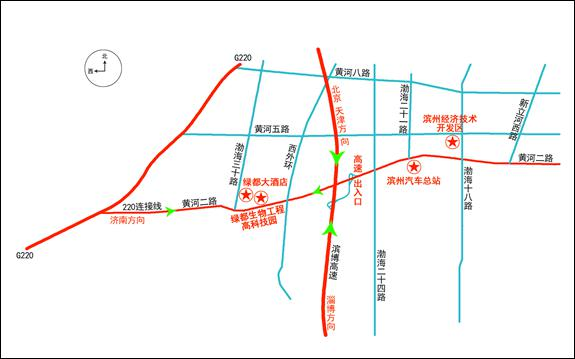 北
西
G220
黄河八路
北京 天津方向
渤海二十一路
滨州经济技术
开发区
新立河西路
黄河五路
渤海三十路
西外环
高速 出入口
黄河二路
绿都大酒店
滨州汽车总站
渤海十八路
220连接线
黄河二路
济南方向
绿都生物工程
高科技园
G220
滨博高速
渤海二十四路
淄博方向